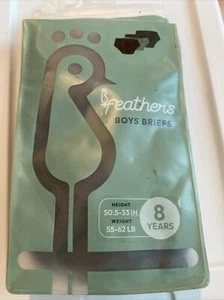 feathers
BOYS BRIEFS
HEIGHT
50.5-53 IN
WEIGHT
55-62 LB
8
YEARS